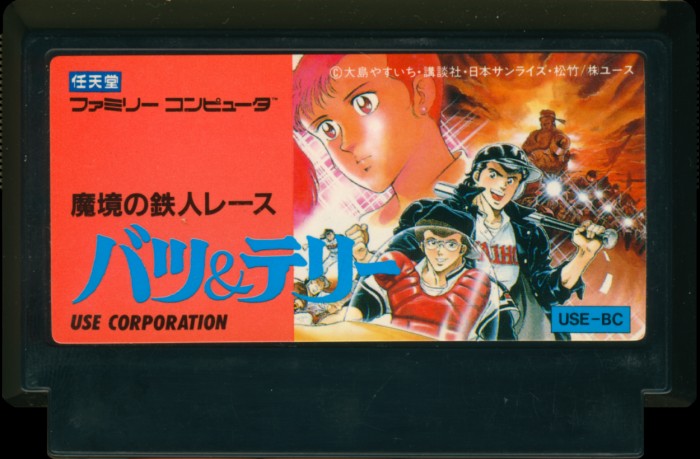 任天堂
ファミリー コンピュータ™
©大島やすいち・講談社・日本サンライズ・松竹/㈱ユース
魔境の鉄人レース
バツ&テリー
USE CORPORATION
USE-BC